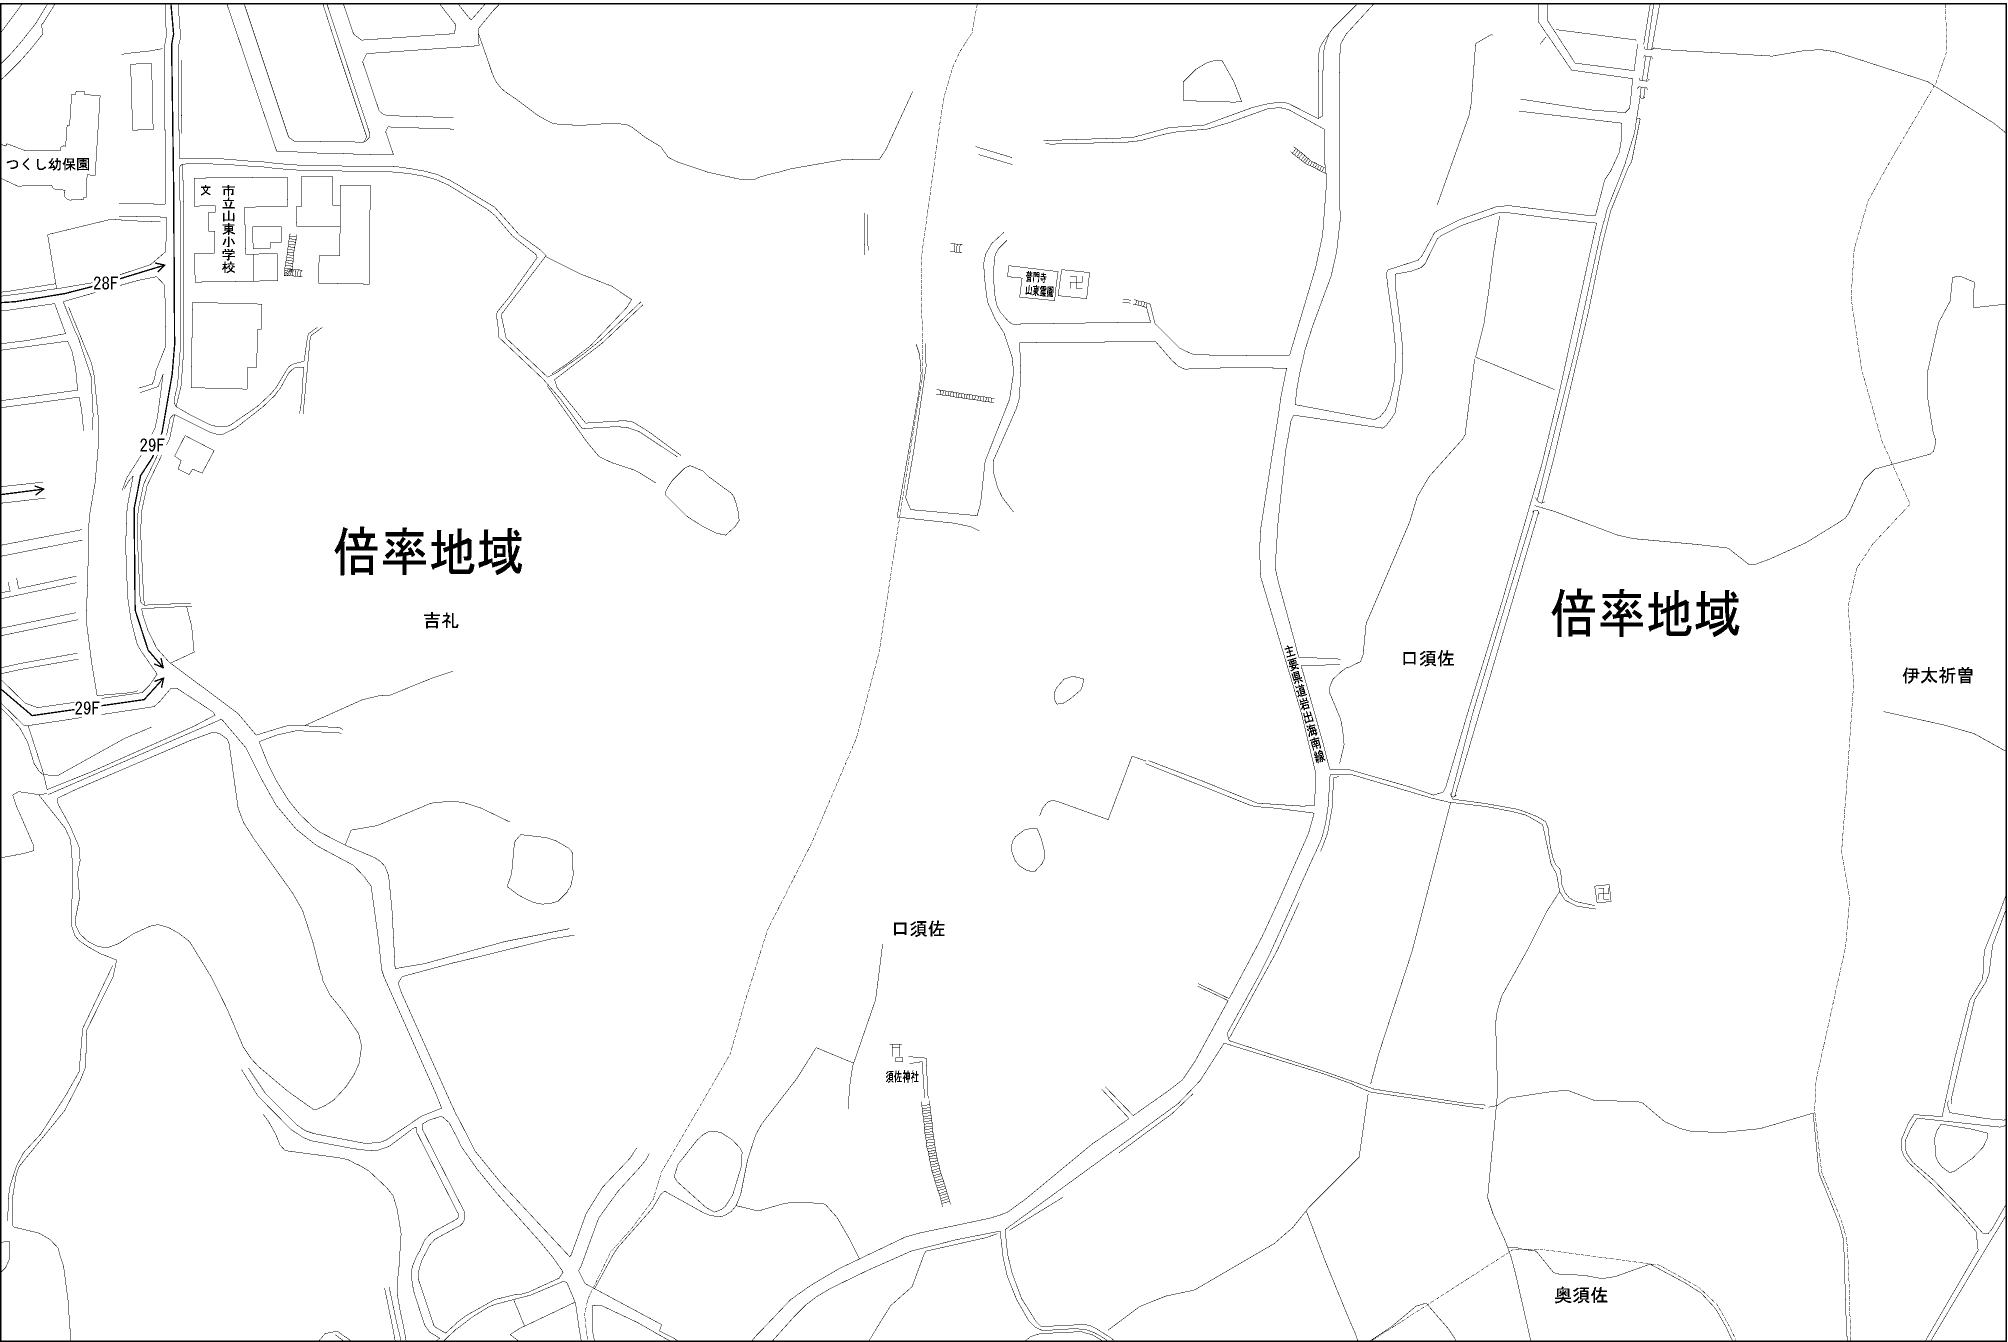 つくし幼保園
文
市立山東小学校
28F
普門寺
山東霊園
29F
倍率地域
吉礼
倍率地域
口須佐
主要県道岩出海南線
伊太祈曽
29F
口須佐
須佐神社
奥須佐